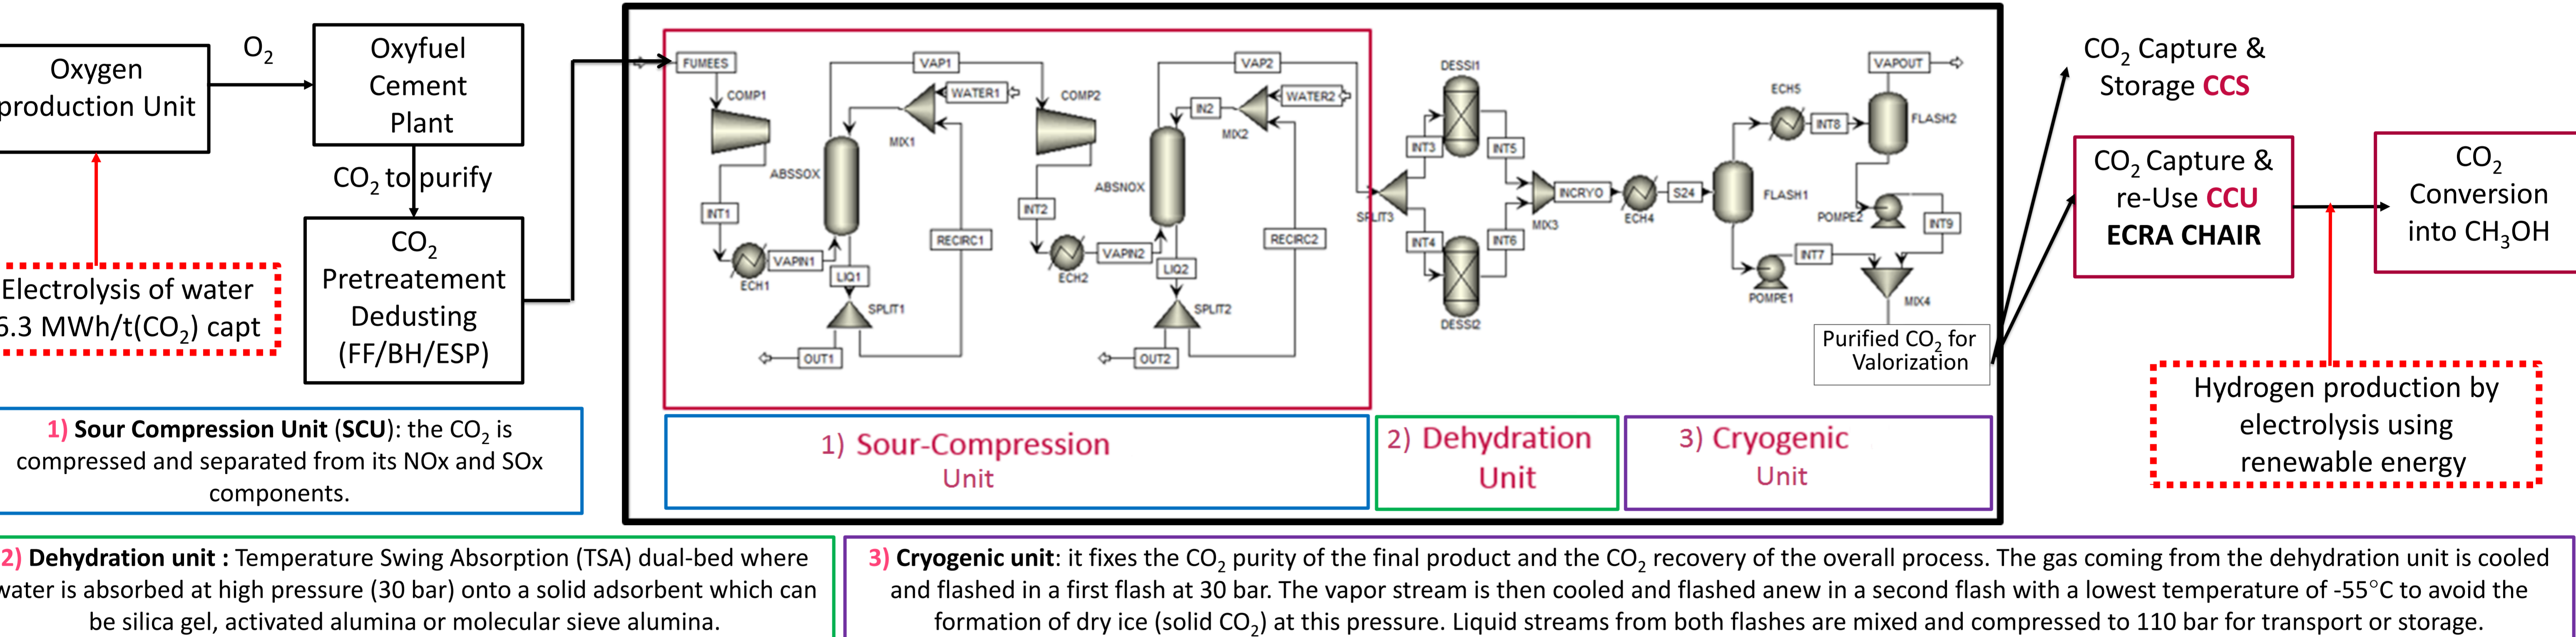 Oxygen
production Unit
O2
Oxyfuel
Cement
Plant
CO2 to purify
CO2
Pretreatement
Dedusting
(FF/BH/ESP)
Electrolysis of water
6.3 MWh/t(CO2) capt
FUMEES
COMP1
INT1
ECH1
VAPIN1
ABSSOX
VAP1
MIX1
WATER1
LIQ1
SPLIT1
OUT1
RECIRC1
COMP2
INT2
ECH2
VAPIN2
ABSNOX
VAP2
IN2
MIX2
WATER2
LIQ2
SPLIT2
OUT2
RECIRC2
SPLIT3
DESSI1
INT3
INT5
INT4
INT6
DESSI2
MIX3
INCRYO
ECH4
S24
FLASH1
ECH5
INT8
VAPOUT
FLASH2
POMPE2
INT9
POMPE1
INT7
MIX4
Purified CO2 for
Valorization
1) Sour-Compression
Unit
2) Dehydration
Unit
3) Cryogenic
Unit
CO2 Capture &
Storage CCS
CO2 Capture &
re-Use CCU
ECRA CHAIR
CO2
Conversion
into CH3OH
Hydrogen production by
electrolysis using
renewable energy
1) Sour Compression Unit (SCU): the CO2 is
compressed and separated from its NOx and SOx
components.
2) Dehydration unit : Temperature Swing Absorption (TSA) dual-bed where
water is absorbed at high pressure (30 bar) onto a solid adsorbent which can
be silica gel, activated alumina or molecular sieve alumina.
3) Cryogenic unit: it fixes the CO2 purity of the final product and the CO2 recovery of the overall process. The gas coming from the dehydration unit is cooled
and flashed in a first flash at 30 bar. The vapor stream is then cooled and flashed anew in a second flash with a lowest temperature of -55°C to avoid the
formation of dry ice (solid CO2) at this pressure. Liquid streams from both flashes are mixed and compressed to 110 bar for transport or storage.